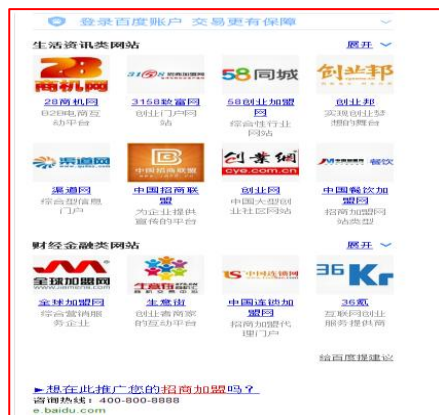 登录百度账户 交易更有保障
生活资讯类网站 展开
28 商机网 3158 招商加盟网 58同城 创业邦
28商机网 3158致富网 58创业加盟网 创业邦
B2B电商互动平台 创业门户网站 综合性行业网站 实现创业梦想的舞台
渠道网 中国招商联盟 创業網 cye.com.cn 餐饮
渠道网 中国招商联盟 创业网 中国餐饮加盟网
综合型信息门户 为企业提供宣传的平台 中国大型创业社区网站 招商加盟网站类型
财经金融类网站 展开
全球加盟网 生意街 中国连锁网 36Kr
全球加盟网 生意街 中国连锁加盟网 36氪
综合营销服务企业 创业者商家的互动平台 招商加盟代理门户 互联网创业服务提供商
给百度提建议
►想在此推广您的招商加盟吗？
咨询热线：400-800-8888
e.baidu.com